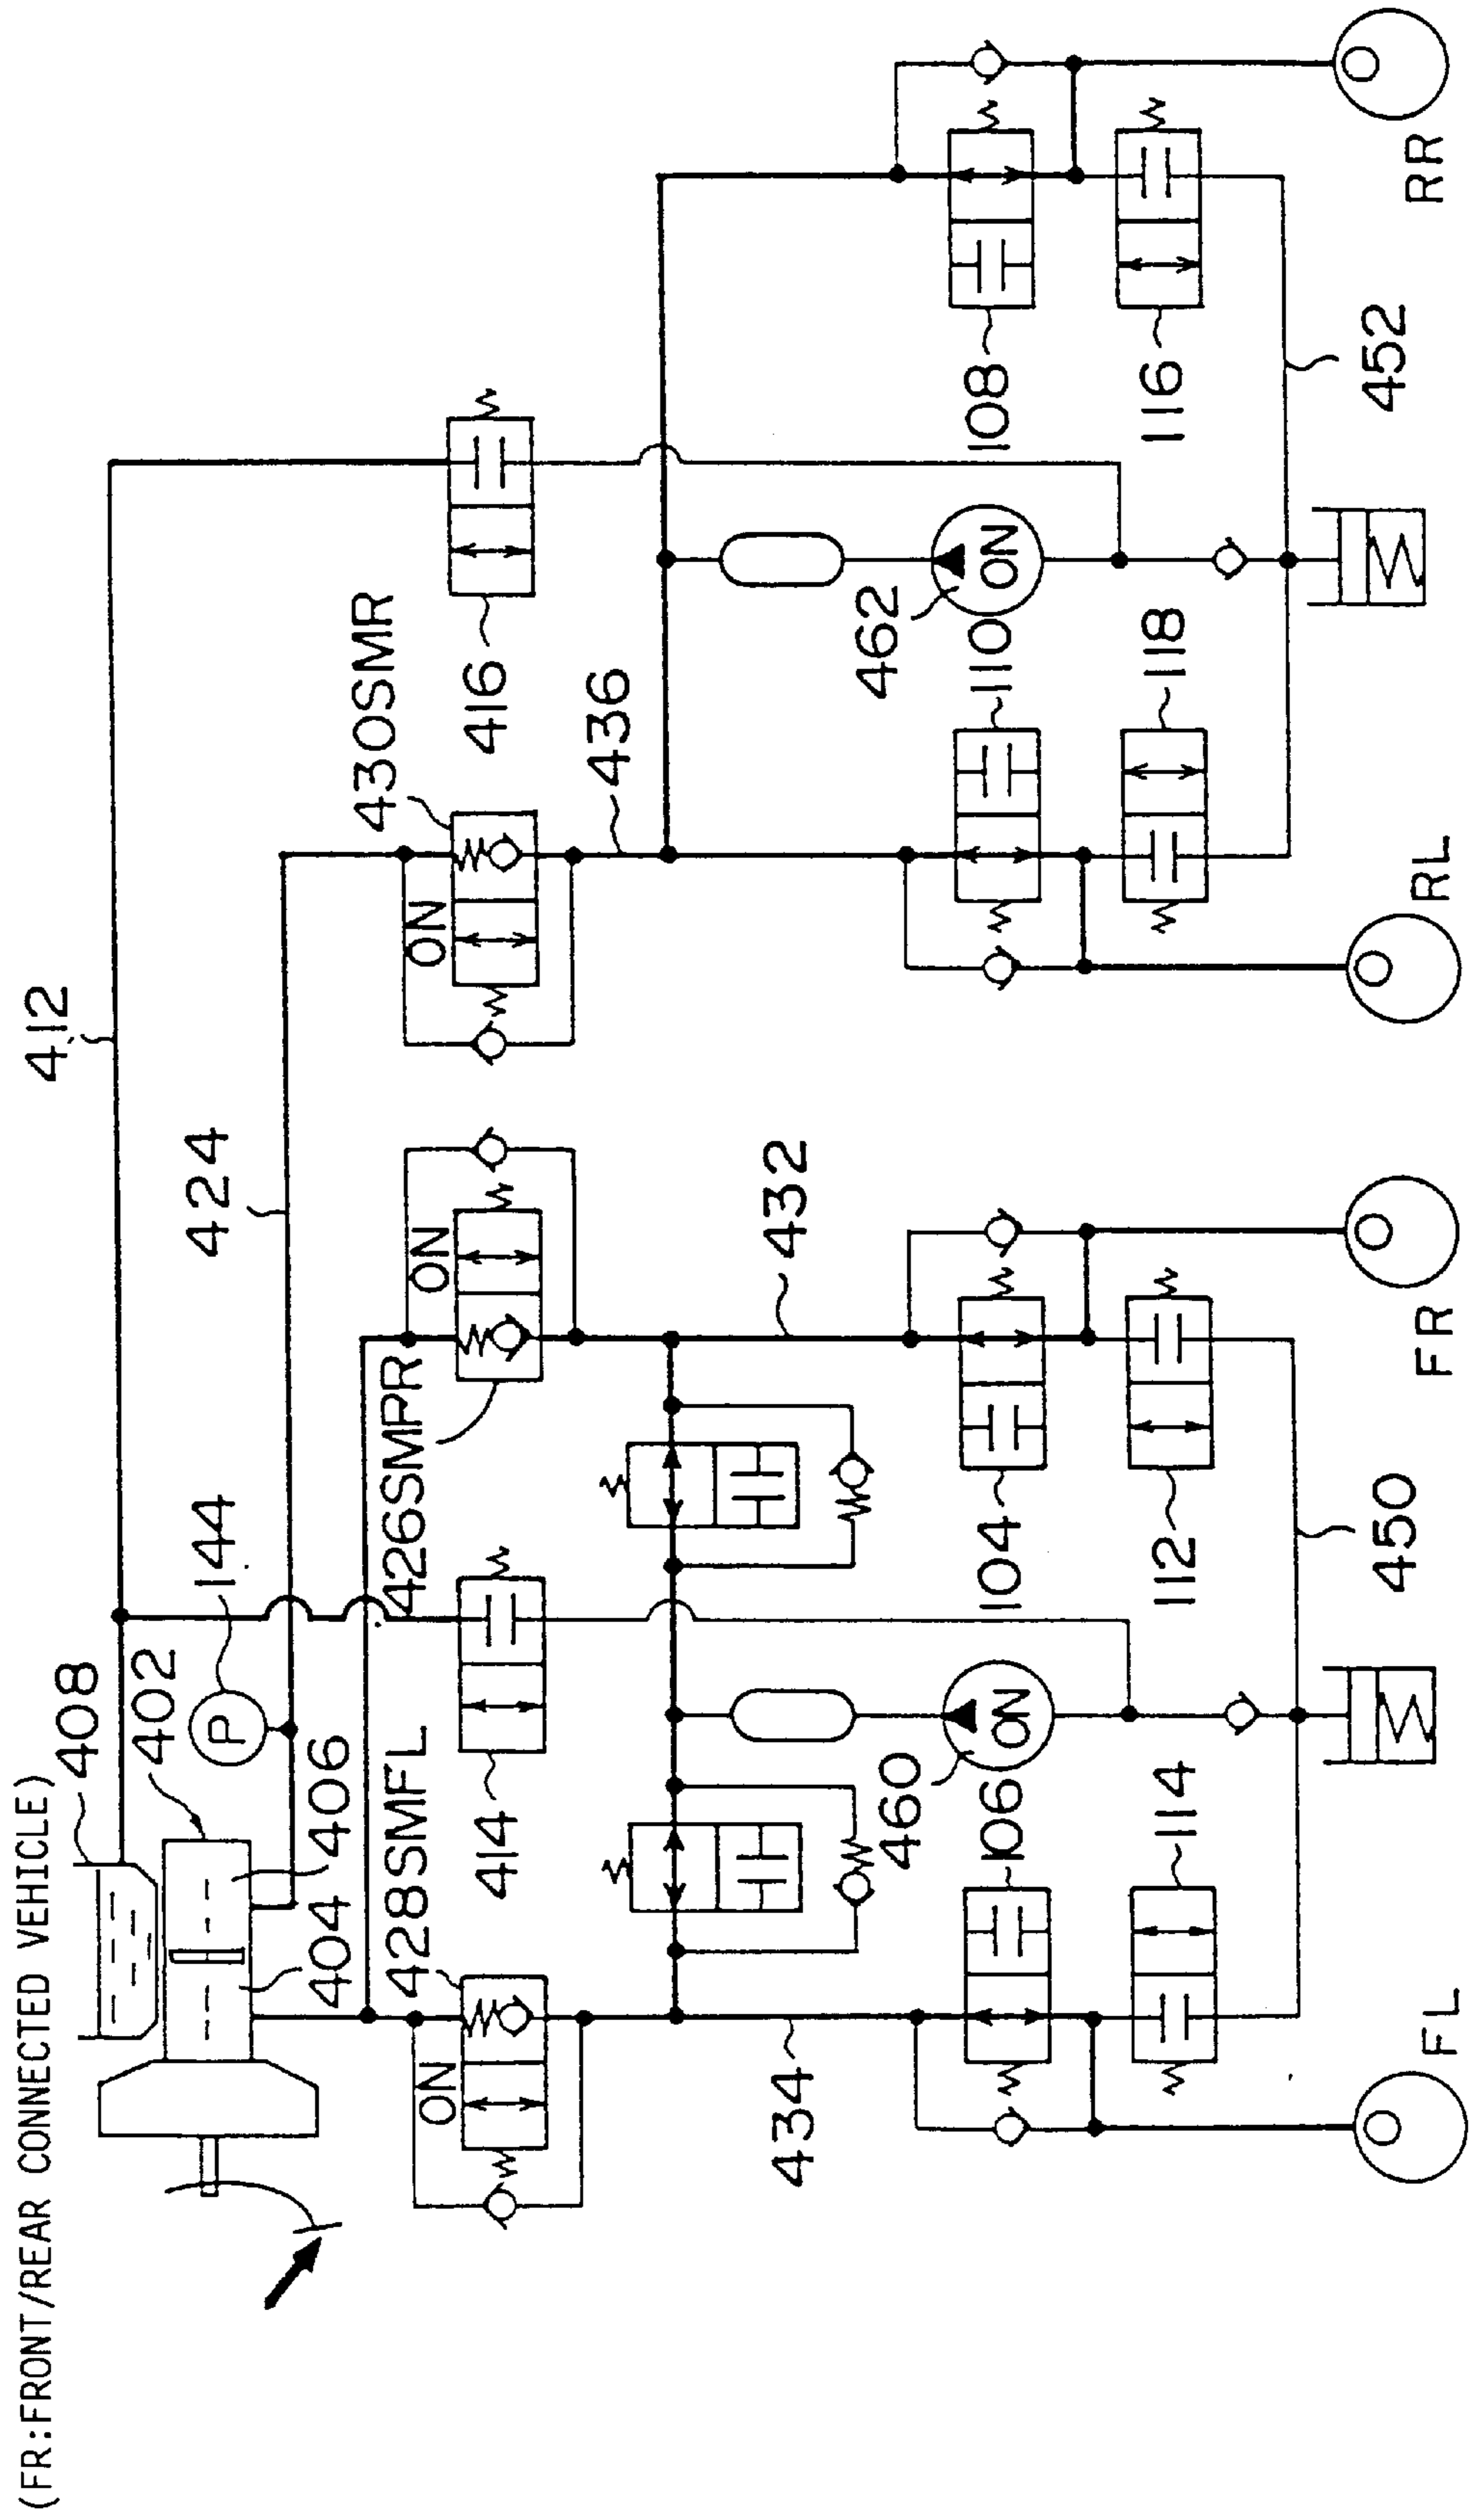 (FR:FRONT/REAR CONNECTED VEHICLE)
408
402
144
412
424
404
406
P
428SMFL
426SMFR
430SMR
ON
ON
ON
414
416
434
432
436
460
462
ON
ON
106
104
110
108
114
112
118
116
450
452
FL
FR
RL
RR